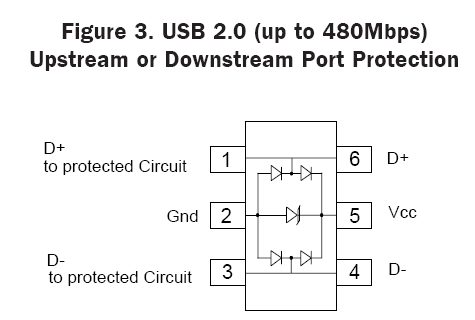 Figure 3. USB 2.0 (up to 480Mbps)
Upstream or Downstream Port Protection
D+
to protected Circuit
1
6
D+
Gnd
2
5
Vcc
D-
to protected Circuit
3
4
D-